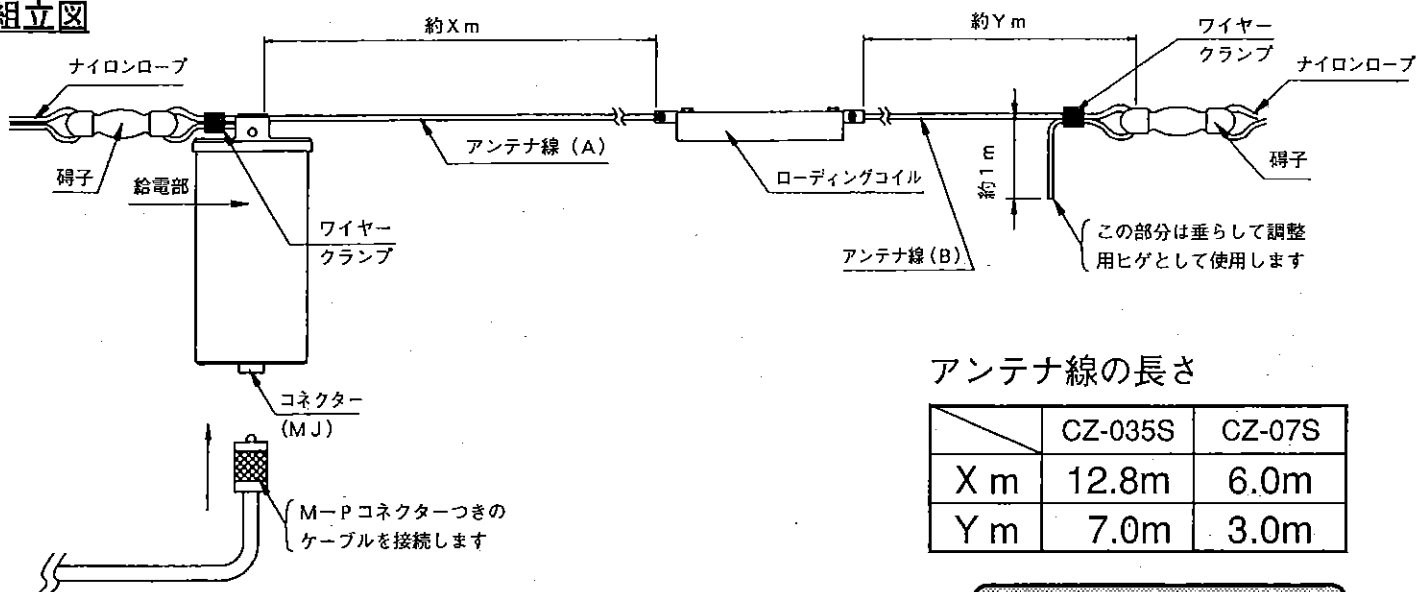 組立図
約Xm
約Ym
ワイヤー
クランプ
ナイロンロープ
ナイロンロープ
アンテナ線(A)
碍子
給電部
ローディングコイル
約1m
碍子
ワイヤー
クランプ
アンテナ線(B)
この部分は垂らして調整
用ヒゲとして使用します
コネクター
(MJ)
M−Pコネクターつきの
ケーブルを接続します
アンテナ線の長さ
CZ-035S CZ-07S
X m 12.8m 6.0m
Y m 7.0m 3.0m